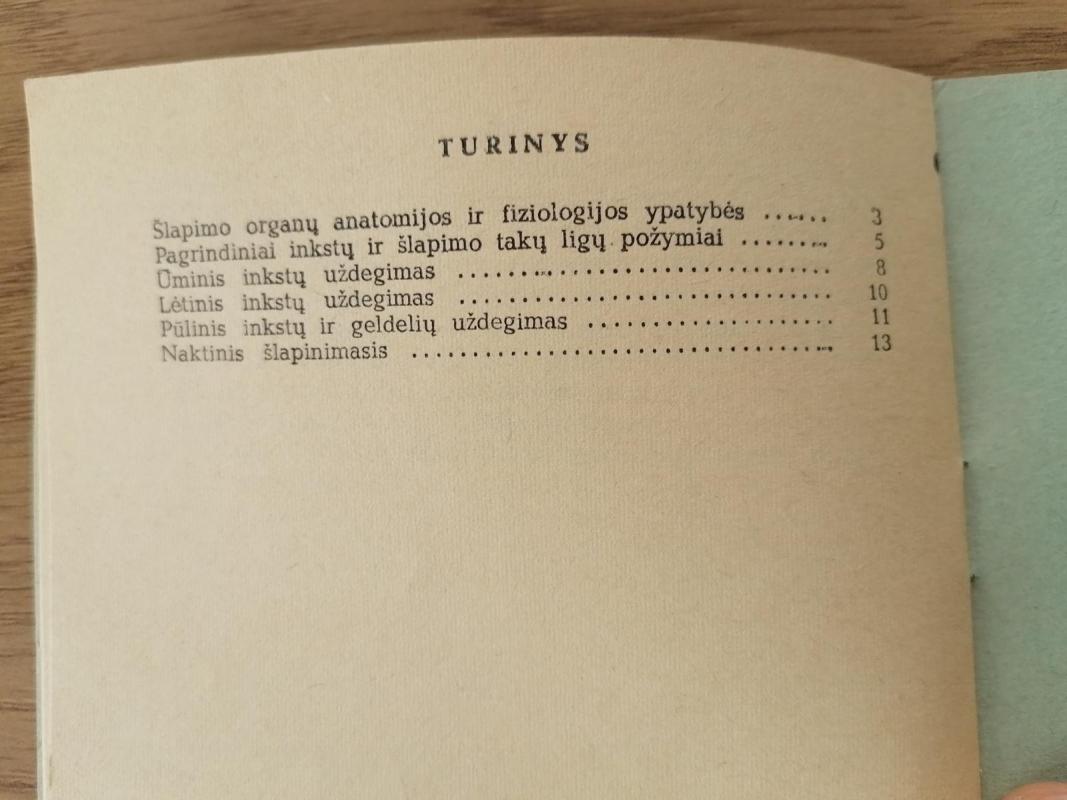 TURINYS
Šlapimo organų anatomijos ir fiziologijos ypatybės ...... 3
Pagrindiniai inkstų ir šlapimo takų ligų požymiai ........ 5
Ūminis inkstų uždegimas ................................ 8
Lėtinis inkstų uždegimas ................................ 10
Pūlinis inkstų ir geldelių uždegimas ..................... 11
Naktinis šlapinimasis .................................... 13